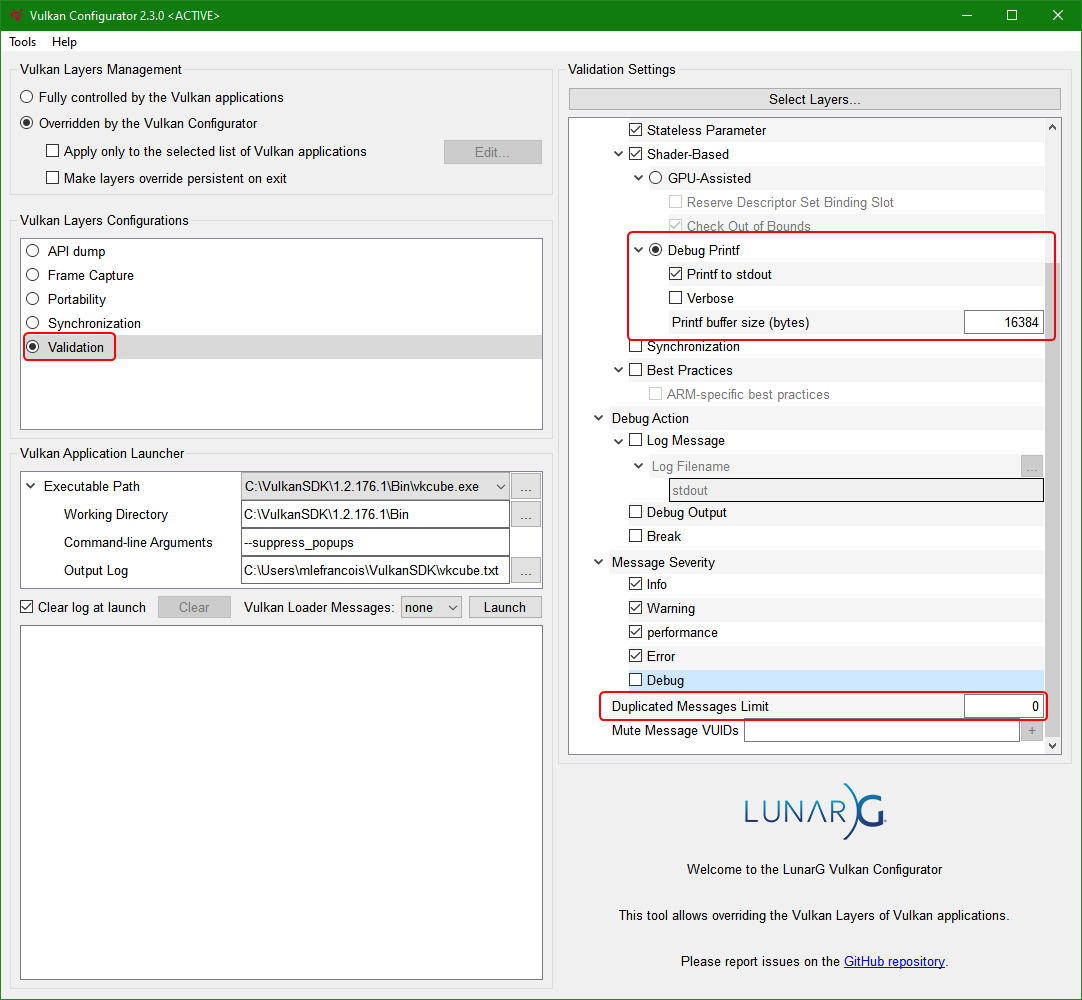 Vulkan Configurator 2.3.0 <ACTIVE>
Tools Help
Vulkan Layers Management
Fully controlled by the Vulkan applications
Overridden by the Vulkan Configurator
Apply only to the selected list of Vulkan applications
Edit...
Make layers override persistent on exit
Vulkan Layers Configurations
API dump
Frame Capture
Portability
Synchronization
Validation
Vulkan Application Launcher
Executable Path C:\VulkanSDK\1.2.176.1\Bin\vkcube.exe ...
Working Directory C:\VulkanSDK\1.2.176.1\Bin ...
Command-line Arguments --suppress_popups
Output Log C:\Users\mlefrancois\VulkanSDK\vkcube.txt ...
Clear log at launch Clear Vulkan Loader Messages: none Launch
Validation Settings
Select Layers...
Stateless Parameter
Shader-Based
GPU-Assisted
Reserve Descriptor Set Binding Slot
Check Out of Bounds
Debug Printf
Printf to stdout
Verbose
Printf buffer size (bytes) 16384
Synchronization
Best Practices
ARM-specific best practices
Debug Action
Log Message
Log Filename ...
stdout
Debug Output
Break
Message Severity
Info
Warning
performance
Error
Debug
Duplicated Messages Limit 0
Mute Message VUIDs +
LUNARG
Welcome to the LunarG Vulkan Configurator
This tool allows overriding the Vulkan Layers of Vulkan applications.
Please report issues on the GitHub repository.